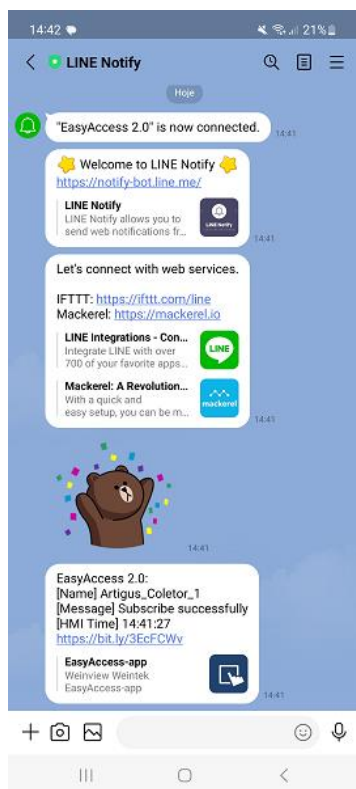 14:42
21%
LINE Notify
Hoje
"EasyAccess 2.0" is now connected.
14:41
Welcome to LINE Notify
https://notify-bot.line.me/
LINE Notify
LINE Notify allows you to
send web notifications fr...
LINE Notify
14:41
Let's connect with web services.
IFTTT: https://ifttt.com/line
Mackerel: https://mackerel.io
LINE Integrations - Con...
Integrate LINE with over
700 of your favorite apps...
LINE
Mackerel: A Revolution...
With a quick and
easy setup, you can be m...
mackerel
14:41
14:41
EasyAccess 2.0:
[Name] Artigus_Coletor_1
[Message] Subscribe successfully
[HMI Time] 14:41:27
https://bit.ly/3EcFCWv
EasyAccess-app
Weinview Weintek
EasyAccess-app
14:41